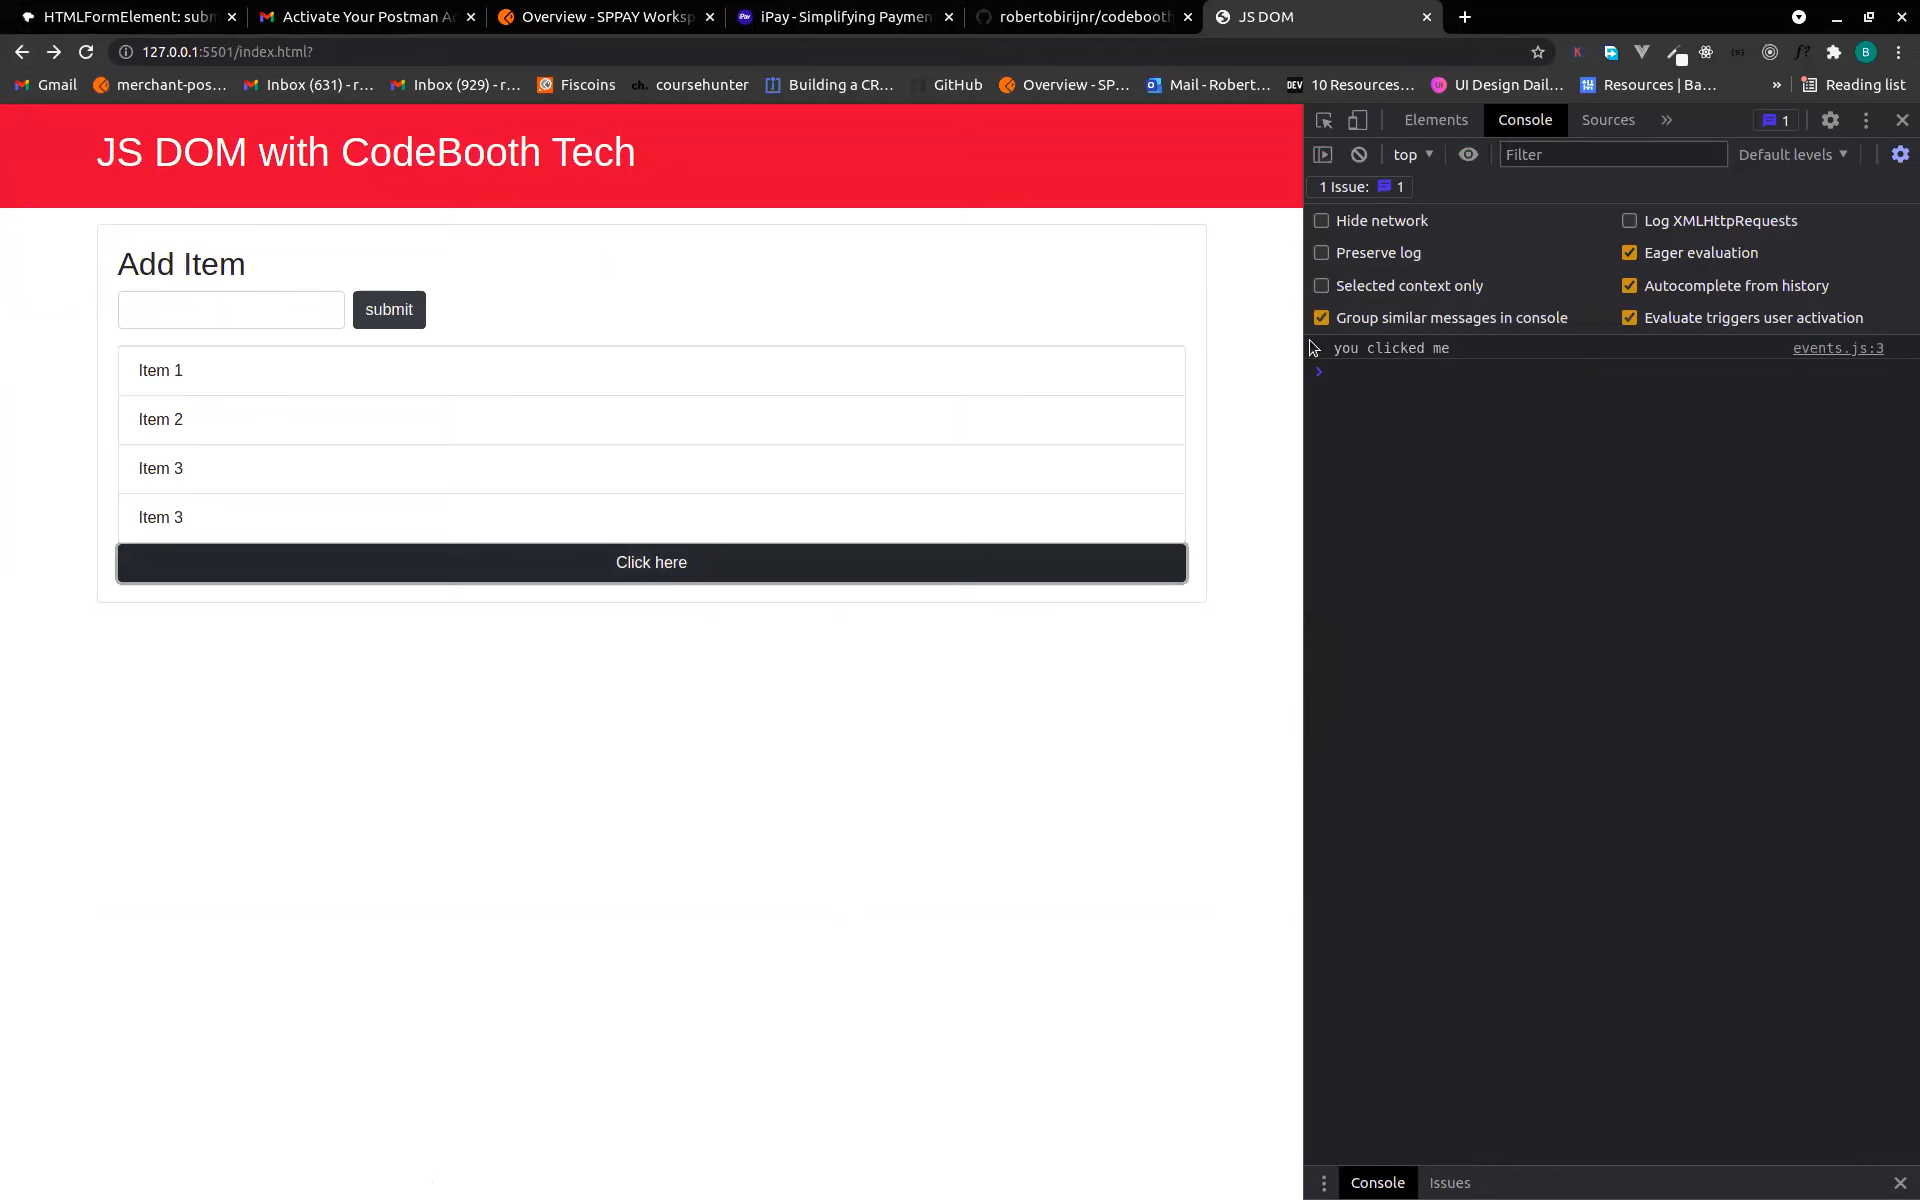 HTMLFormElement: subm
Activate Your Postman Ac
Overview - SPPAY Worksp
iPay - Simplifying Paymen
robertobirijnr/codebooth
JS DOM
127.0.0.1:5501/index.html?
Gmail
merchant-pos...
Inbox (631) - r...
Inbox (929) - r...
Fiscoins
ch. coursehunter
Building a CR...
GitHub
Overview - SP...
Mail - Robert...
DEV 10 Resources...
UI Design Dail...
Resources | Ba...
»
Reading list
JS DOM with CodeBooth Tech
Add Item
submit
Item 1
Item 2
Item 3
Item 3
Click here
Elements
Console
Sources
»
1
top
Filter
Default levels
1 Issue: 1
Hide network
Log XMLHttpRequests
Preserve log
Eager evaluation
Selected context only
Autocomplete from history
Group similar messages in console
Evaluate triggers user activation
you clicked me
events.js:3
Console
Issues